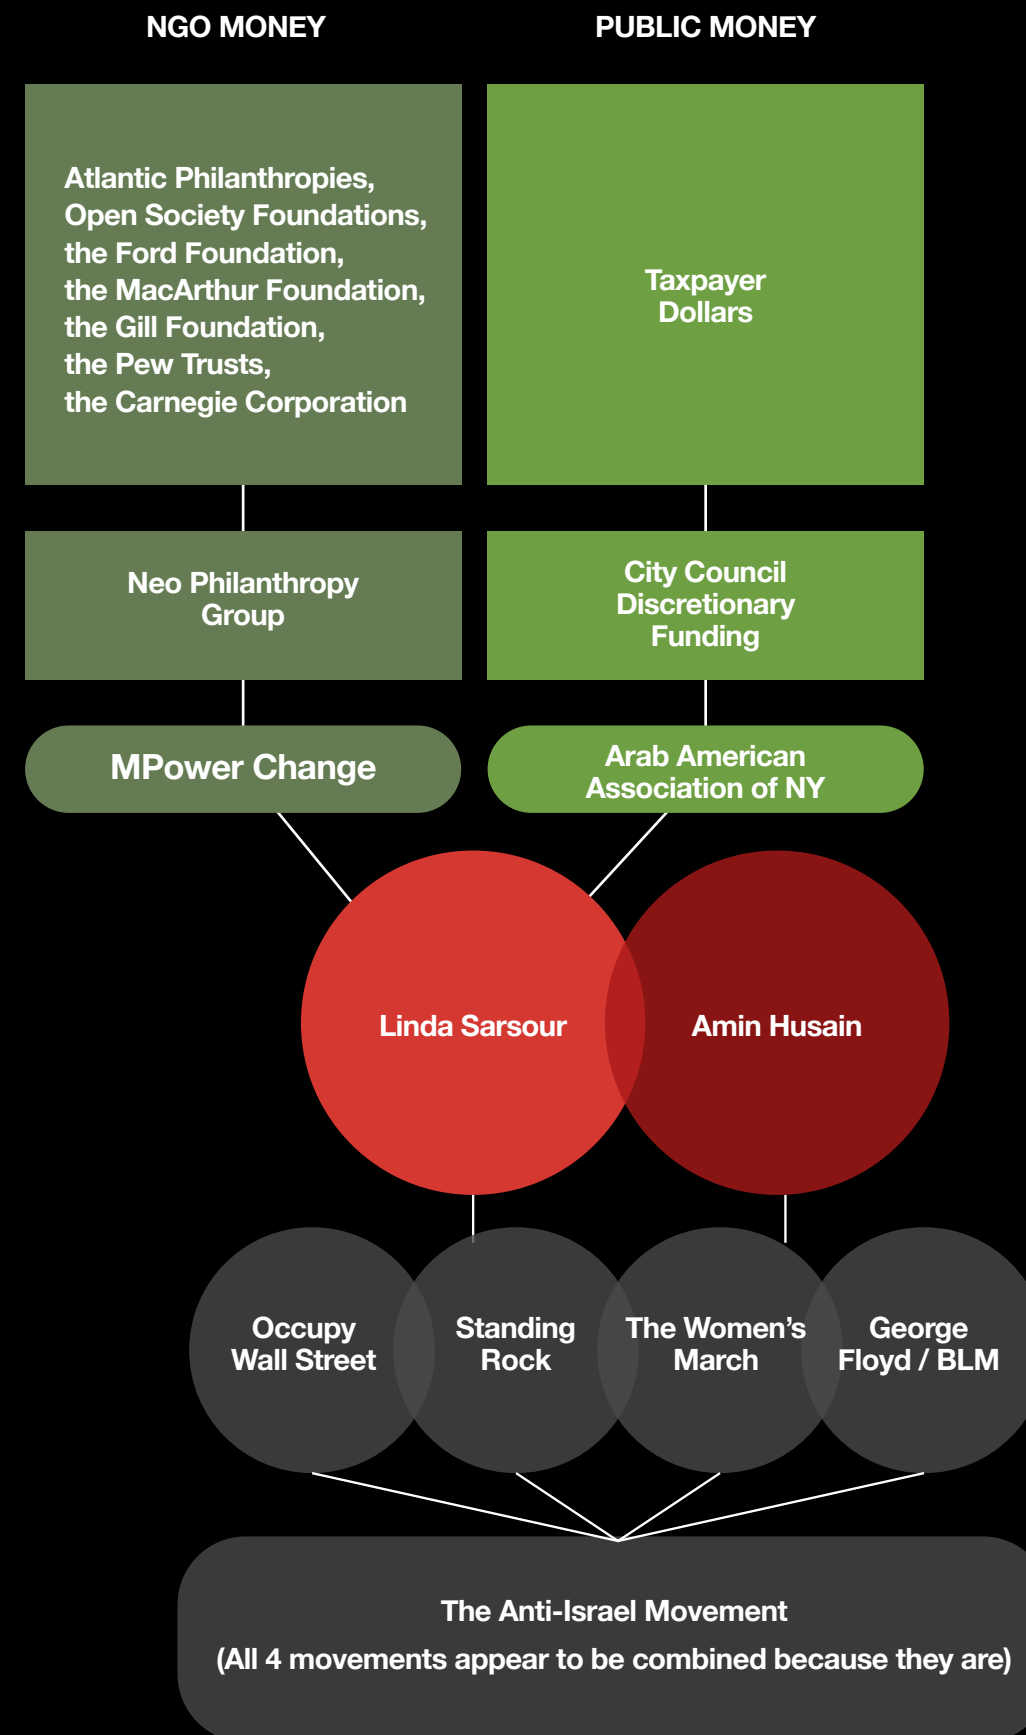 NGO MONEY
PUBLIC MONEY
Atlantic Philanthropies,
Open Society Foundations,
the Ford Foundation,
the MacArthur Foundation,
the Gill Foundation,
the Pew Trusts,
the Carnegie Corporation
Taxpayer
Dollars
Neo Philanthropy
Group
City Council
Discretionary
Funding
MPower Change
Arab American
Association of NY
Linda Sarsour
Amin Husain
Occupy
Wall Street
Standing
Rock
The Women’s
March
George
Floyd / BLM
The Anti-Israel Movement
(All 4 movements appear to be combined because they are)